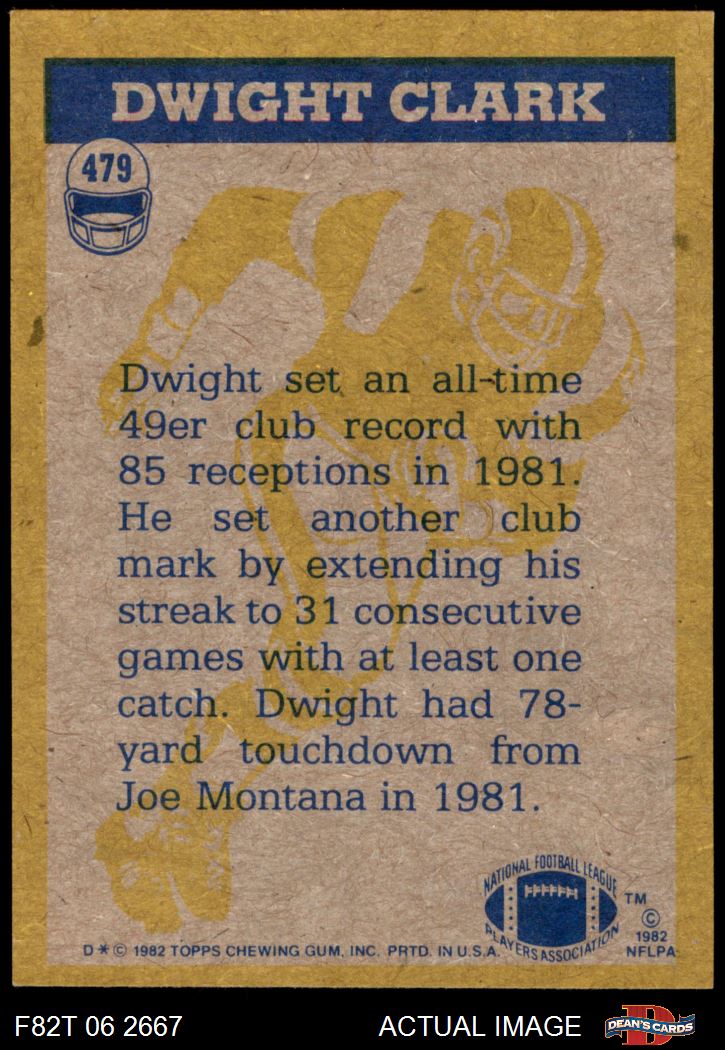 DWIGHT CLARK
479
Dwight set an all-time
49er club record with
85 receptions in 1981.
He set another club
mark by extending his
streak to 31 consecutive
games with at least one
catch. Dwight had 78-
yard touchdown from
Joe Montana in 1981.
NATIONAL FOOTBALL LEAGUE
PLAYERS ASSOCIATION
TM
©
1982
NFLPA
D * © 1982 TOPPS CHEWING GUM, INC. PRTD. IN U.S.A.
F82T 06 2667 ACTUAL IMAGE
D
DEAN'S CARDS